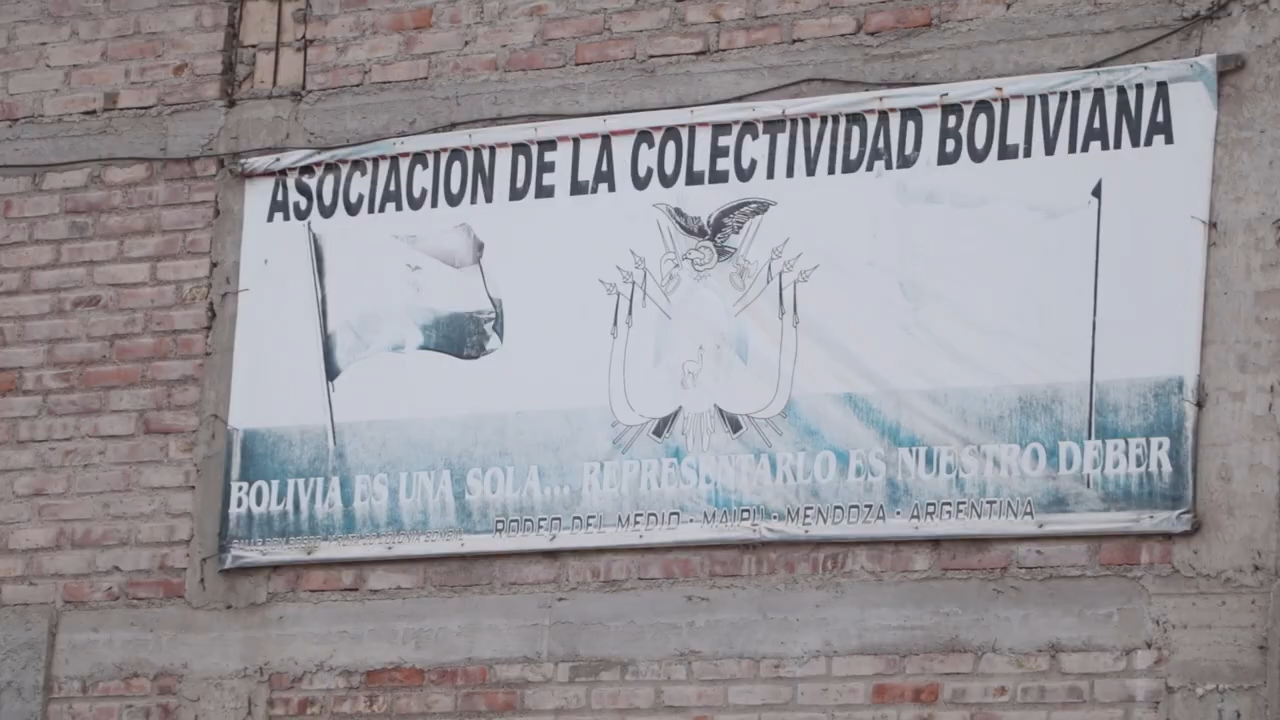 ASOCIACION DE LA COLECTIVIDAD BOLIVIANA
BOLIVIA ES UNA SOLA... REPRESENTARLO ES NUESTRO DEBER
RODEO DEL MEDIO • MAIPU • MENDOZA • ARGENTINA